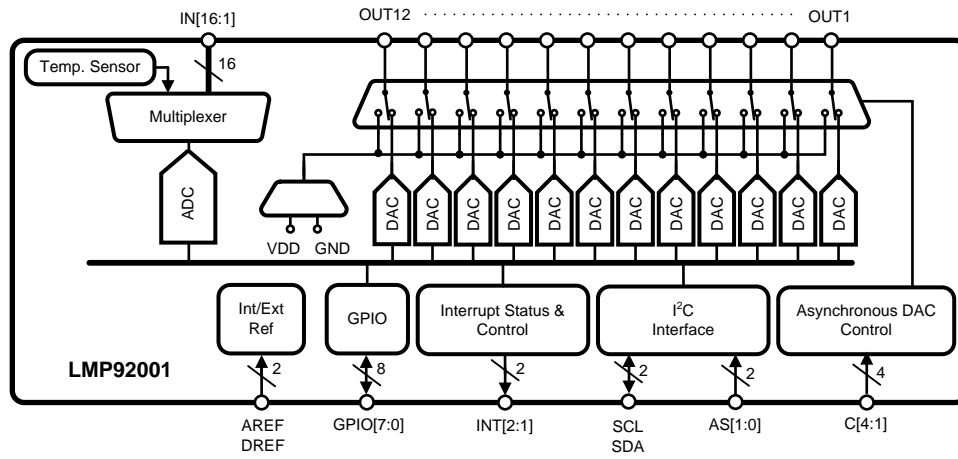 IN[16:1]
OUT12
OUT1
Temp. Sensor
16
Multiplexer
ADC
VDD
GND
DAC
DAC
DAC
DAC
DAC
DAC
DAC
DAC
DAC
DAC
DAC
DAC
Int/Ext
Ref
GPIO
Interrupt Status &
Control
I²C
Interface
Asynchronous DAC
Control
LMP92001
2
8
2
2
2
4
AREF
DREF
GPIO[7:0]
INT[2:1]
SCL
SDA
AS[1:0]
C[4:1]